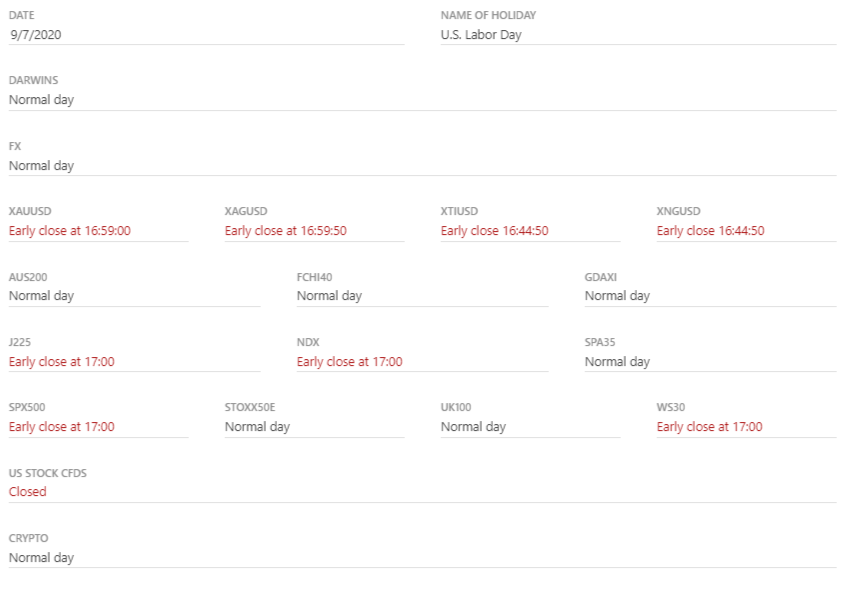 DATE NAME OF HOLIDAY
9/7/2020 U.S. Labor Day
DARWINS
Normal day
FX
Normal day
XAUUSD XAGUSD XTIUSD XNGUSD
Early close at 16:59:00 Early close at 16:59:50 Early close 16:44:50 Early close 16:44:50
AUS200 FCHI40 GDAXI
Normal day Normal day Normal day
J225 NDX SPA35
Early close at 17:00 Early close at 17:00 Normal day
SPX500 STOXX50E UK100 WS30
Early close at 17:00 Normal day Normal day Early close at 17:00
US STOCK CFDS
Closed
CRYPTO
Normal day